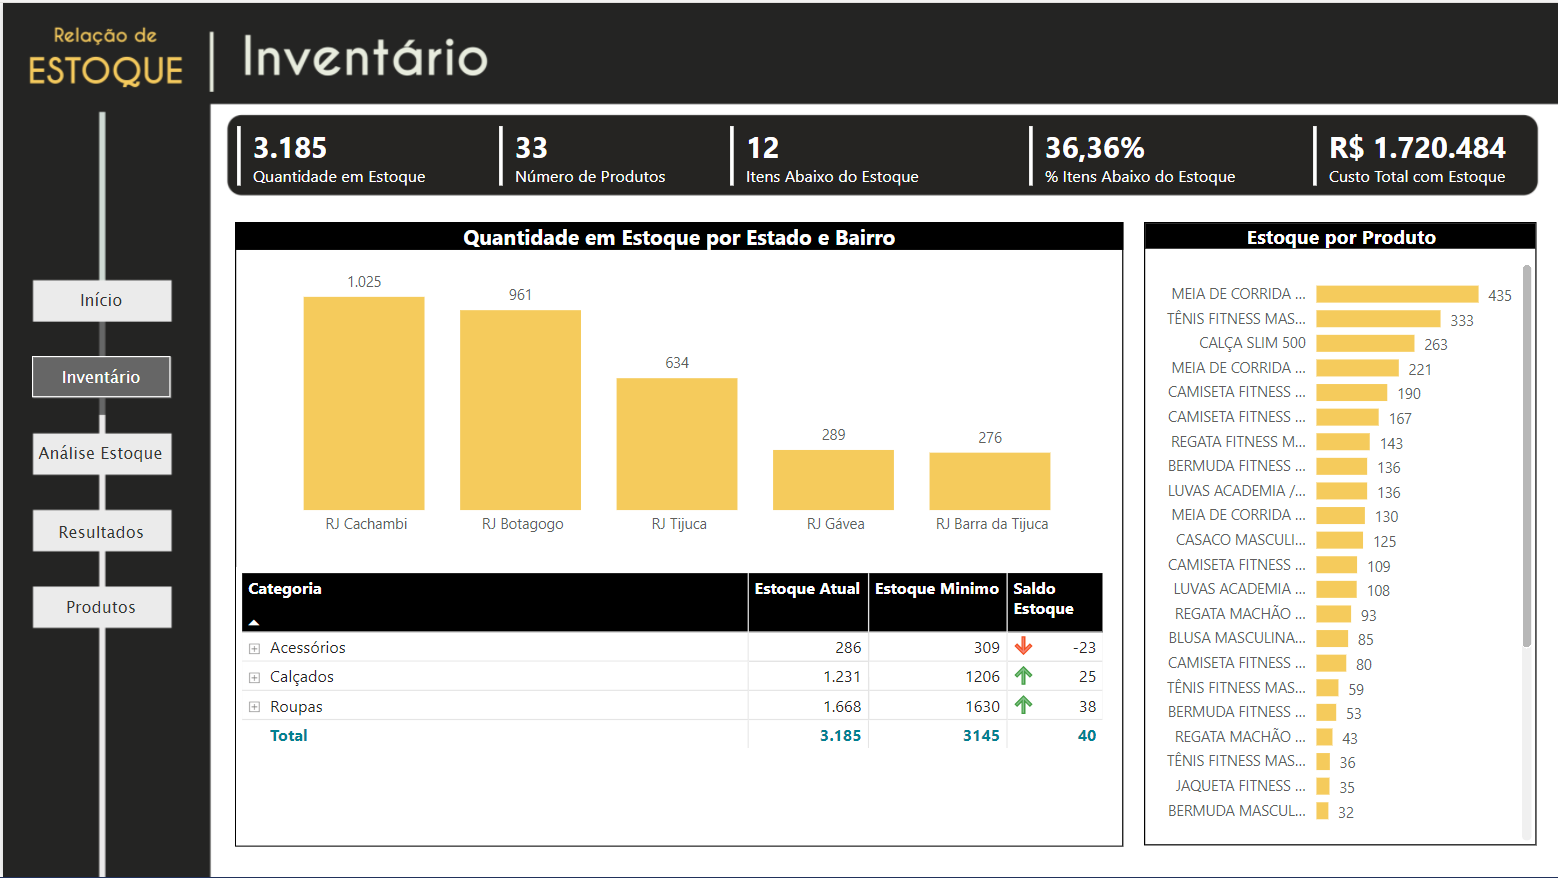 Relação de
ESTOQUE
Inventário
Início
Inventário
Análise Estoque
Resultados
Produtos
3.185
Quantidade em Estoque
33
Número de Produtos
12
Itens Abaixo do Estoque
36,36%
% Itens Abaixo do Estoque
R$ 1.720.484
Custo Total com Estoque
Quantidade em Estoque por Estado e Bairro
1.025
961
634
289
276
RJ Cachambi
RJ Botagogo
RJ Tijuca
RJ Gávea
RJ Barra da Tijuca
Categoria Estoque Atual Estoque Minimo Saldo Estoque
Acessórios 286 309 -23
Calçados 1.231 1206 25
Roupas 1.668 1630 38
Total 3.185 3145 40
Estoque por Produto
MEIA DE CORRIDA ... 435
TÊNIS FITNESS MAS... 333
CALÇA SLIM 500 263
MEIA DE CORRIDA ... 221
CAMISETA FITNESS ... 190
CAMISETA FITNESS ... 167
REGATA FITNESS M... 143
BERMUDA FITNESS ... 136
LUVAS ACADEMIA /... 136
MEIA DE CORRIDA ... 130
CASACO MASCULI... 125
CAMISETA FITNESS ... 109
LUVAS ACADEMIA ... 108
REGATA MACHÃO ... 93
BLUSA MASCULINA... 85
CAMISETA FITNESS ... 80
TÊNIS FITNESS MAS... 59
BERMUDA FITNESS ... 53
REGATA MACHÃO ... 43
TÊNIS FITNESS MAS... 36
JAQUETA FITNESS ... 35
BERMUDA MASCUL... 32